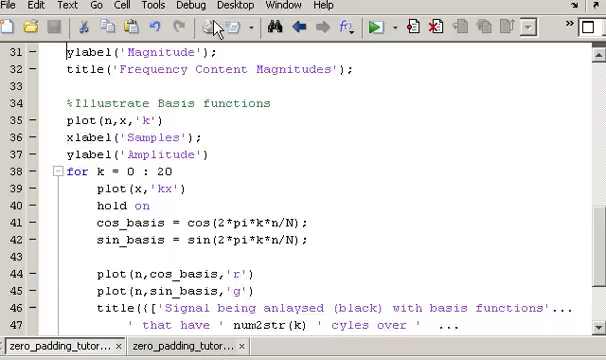 File Edit Text Go Cell Tools Debug Desktop Window Help
»
31 – ylabel('Magnitude');
32 – title('Frequency Content Magnitudes');
33
34 %Illustrate Basis functions
35 – plot(n,x,'k')
36 – xlabel('Samples');
37 – ylabel('Amplitude')
38 – for k = 0 : 20
39 – plot(x,'kx')
40 – hold on
41 – cos_basis = cos(2*pi*k*n/N);
42 – sin_basis = sin(2*pi*k*n/N);
43
44 – plot(n,cos_basis,'r')
45 – plot(n,sin_basis,'g')
46 – title((['Signal being anlaysed (black) with basis functions'...
47 ' that have ' num2str(k) ' cyles over ' ...
zero_padding_tutor... × zero_padding_tutor... ×